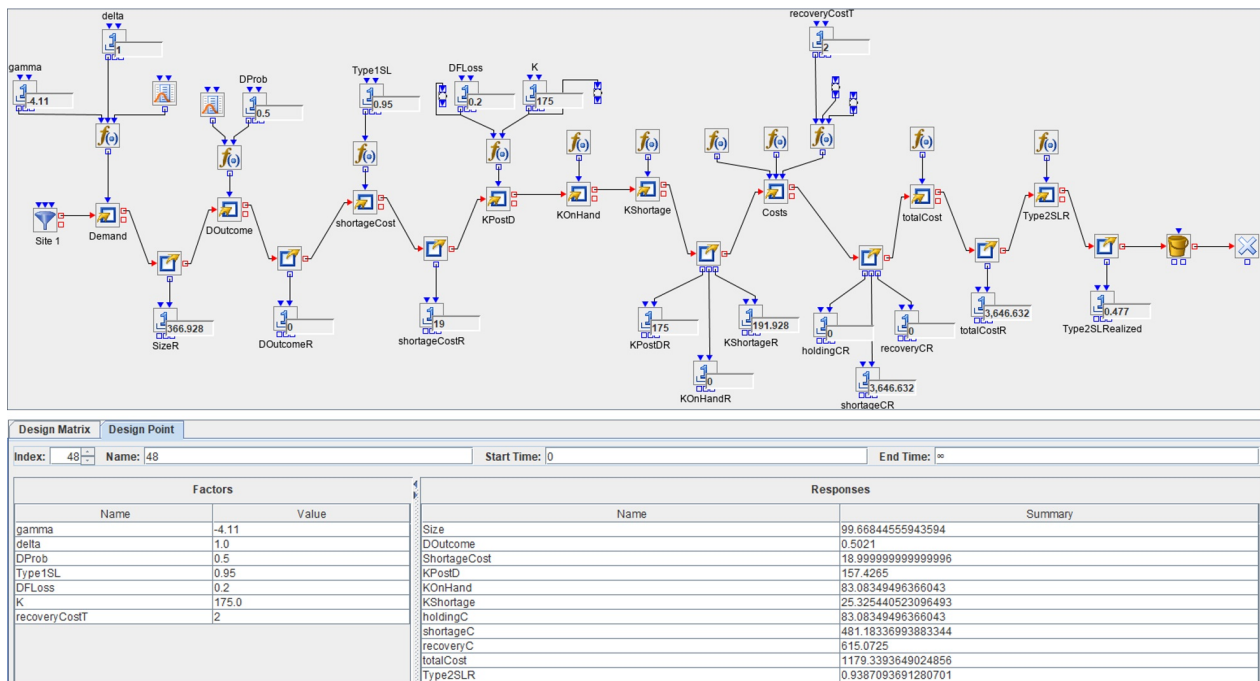 delta
1
recoveryCostT
2
gamma
-4.11
DProb
0.5
Type1SL
0.95
DFLoss
0.2
K
175
Site 1
Demand
DOutcome
shortageCost
KPostD
KOnHand
KShortage
Costs
totalCost
Type2SLR
366.928
SizeR
0
DOutcomeR
19
shortageCostR
175
KPostDR
191.928
KShortageR
0
KOnHandR
0
holdingCR
0
recoveryCR
3,646.632
shortageCR
3,646.632
totalCostR
0.477
Type2SLRealized
Design Matrix Design Point
Index: 48 Name: 48 Start Time: 0 End Time: ∞
Factors Responses
Name Value Name Summary
gamma -4.11 Size 99.66844555943594
delta 1.0 DOutcome 0.5021
DProb 0.5 ShortageCost 18.999999999999996
Type1SL 0.95 KPostD 157.4265
DFLoss 0.2 KOnHand 83.08349496366043
K 175.0 KShortage 25.325440523096493
recoveryCostT 2 holdingC 83.08349496366043
shortageC 481.18336993883344
recoveryC 615.0725
totalCost 1179.3393649024856
Type2SLR 0.9387093691280701